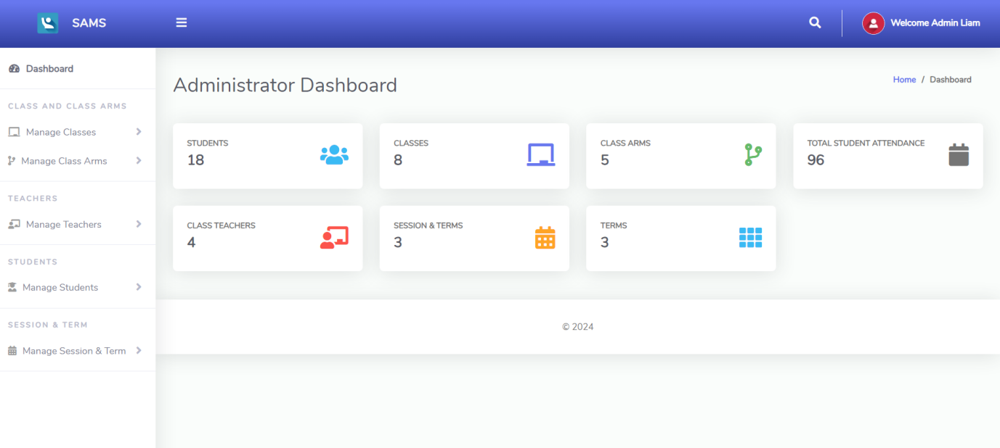 SAMS
Welcome Admin Liam
Dashboard
CLASS AND CLASS ARMS
Manage Classes
Manage Class Arms
TEACHERS
Manage Teachers
STUDENTS
Manage Students
SESSION & TERM
Manage Session & Term
Administrator Dashboard
Home / Dashboard
STUDENTS
18
CLASSES
8
CLASS ARMS
5
TOTAL STUDENT ATTENDANCE
96
CLASS TEACHERS
4
SESSION & TERMS
3
TERMS
3
© 2024